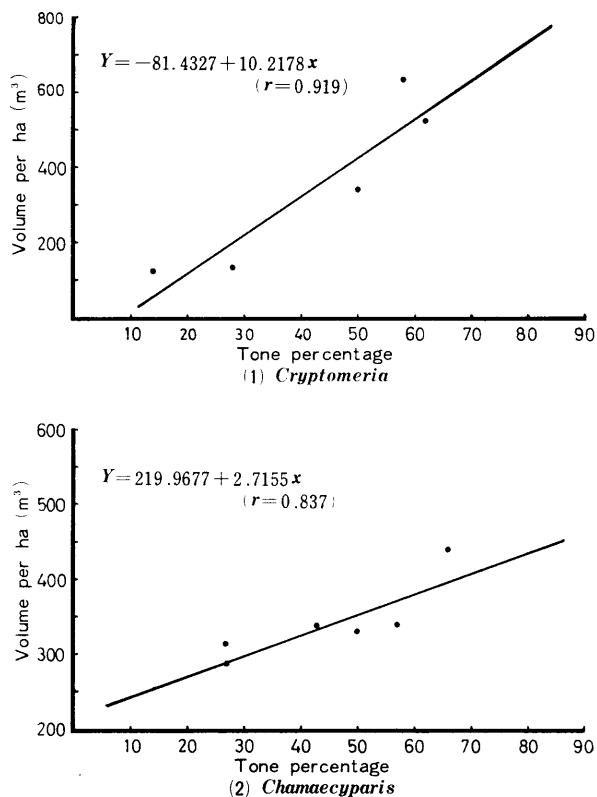 800
600
400
200
Volume per ha (m³)
Y=−81.4327+10.2178x
(r=0.919)
10 20 30 40 50 60 70 80 90
Tone percentage
(1) Cryptomeria
600
500
400
300
200
Volume per ha (m³)
Y=219.9677+2.7155x
(r=0.837)
10 20 30 40 50 60 70 80 90
Tone percentage
(2) Chamaecyparis